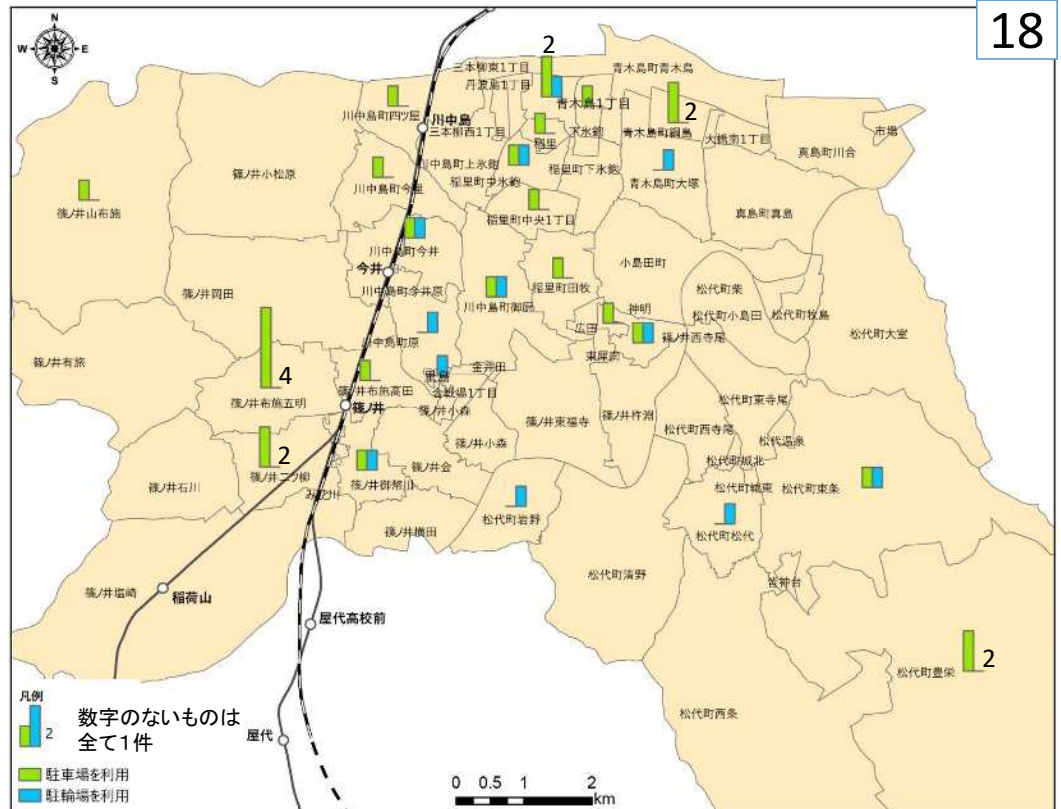 18
N
W E
S
2
三本柳東1丁目
青木島町青木島
丹波島1丁目
青木島1丁目
川中島町四ツ屋
川中島
三本柳西1丁目
稲里
下氷鉋
青木島町綱島
2
大橋南1丁目
市場
真島町川合
篠ノ井小松原
川中島町今里
川中島町上氷鉋
稲里町中氷鉋
稲里町下氷鉋
青木島町大塚
篠ノ井山布施
稲里町中央1丁目
真島町真島
川中島町今井
小島田町
今井
川中島町今井原
稲里町田牧
松代町柴
篠ノ井岡田
川中島町御厨
神明
松代町小島田
松代町牧島
松代町大室
広田
篠ノ井西寺尾
篠ノ井有旅
川中島町原
東犀南
4
金井田
篠ノ井布施高田
合戦場1丁目
篠ノ井布施五明
篠ノ井
篠ノ井小森
篠ノ井東福寺
篠ノ井杵淵
松代町東寺尾
松代町西寺尾
松代温泉
2
篠ノ井小森
松代町城北
篠ノ井二ツ柳
篠ノ井会
篠ノ井石川
篠ノ井御幣川
松代町城東
松代町東条
松代町岩野
篠ノ井横田
松代町松代
松代町清野
皆神台
篠ノ井塩崎
稲荷山
屋代高校前
2
松代町豊栄
松代町西条
屋代
凡例
2
数字のないものは
全て1件
駐車場を利用
駐輪場を利用
0 0.5 1 2
km